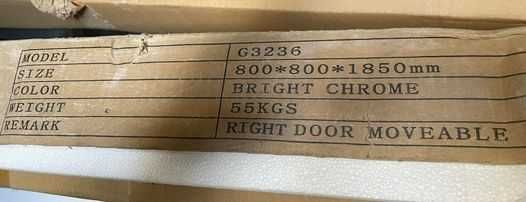 MODEL G3236
SIZE 800*800*1850mm
COLOR BRIGHT CHROME
WEIGHT 55KGS
REMARK RIGHT DOOR MOVEABLE